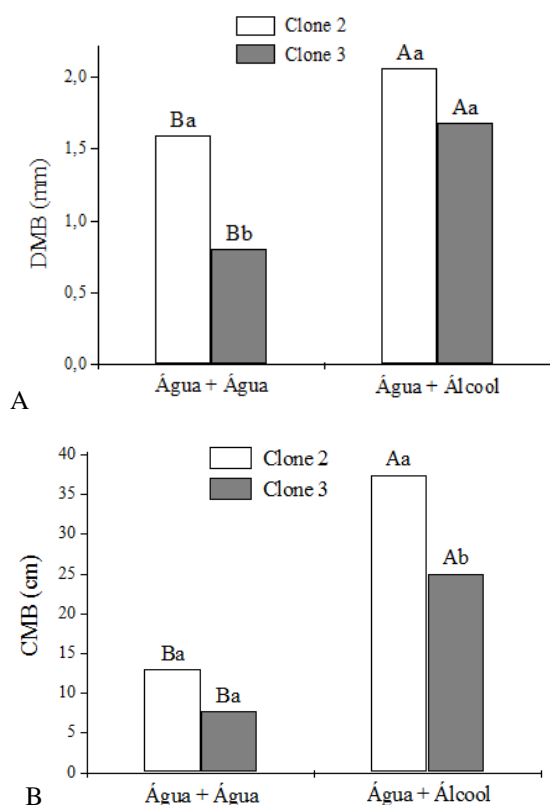 Clone 2
Clone 3
DMB (mm)
2,0
1,5
1,0
0,5
0,0
Ba
Bb
Aa
Aa
Água + Água
Água + Álcool
A
Clone 2
Clone 3
CMB (cm)
40
35
30
25
20
15
10
5
0
Ba
Ba
Aa
Ab
Água + Água
Água + Álcool
B